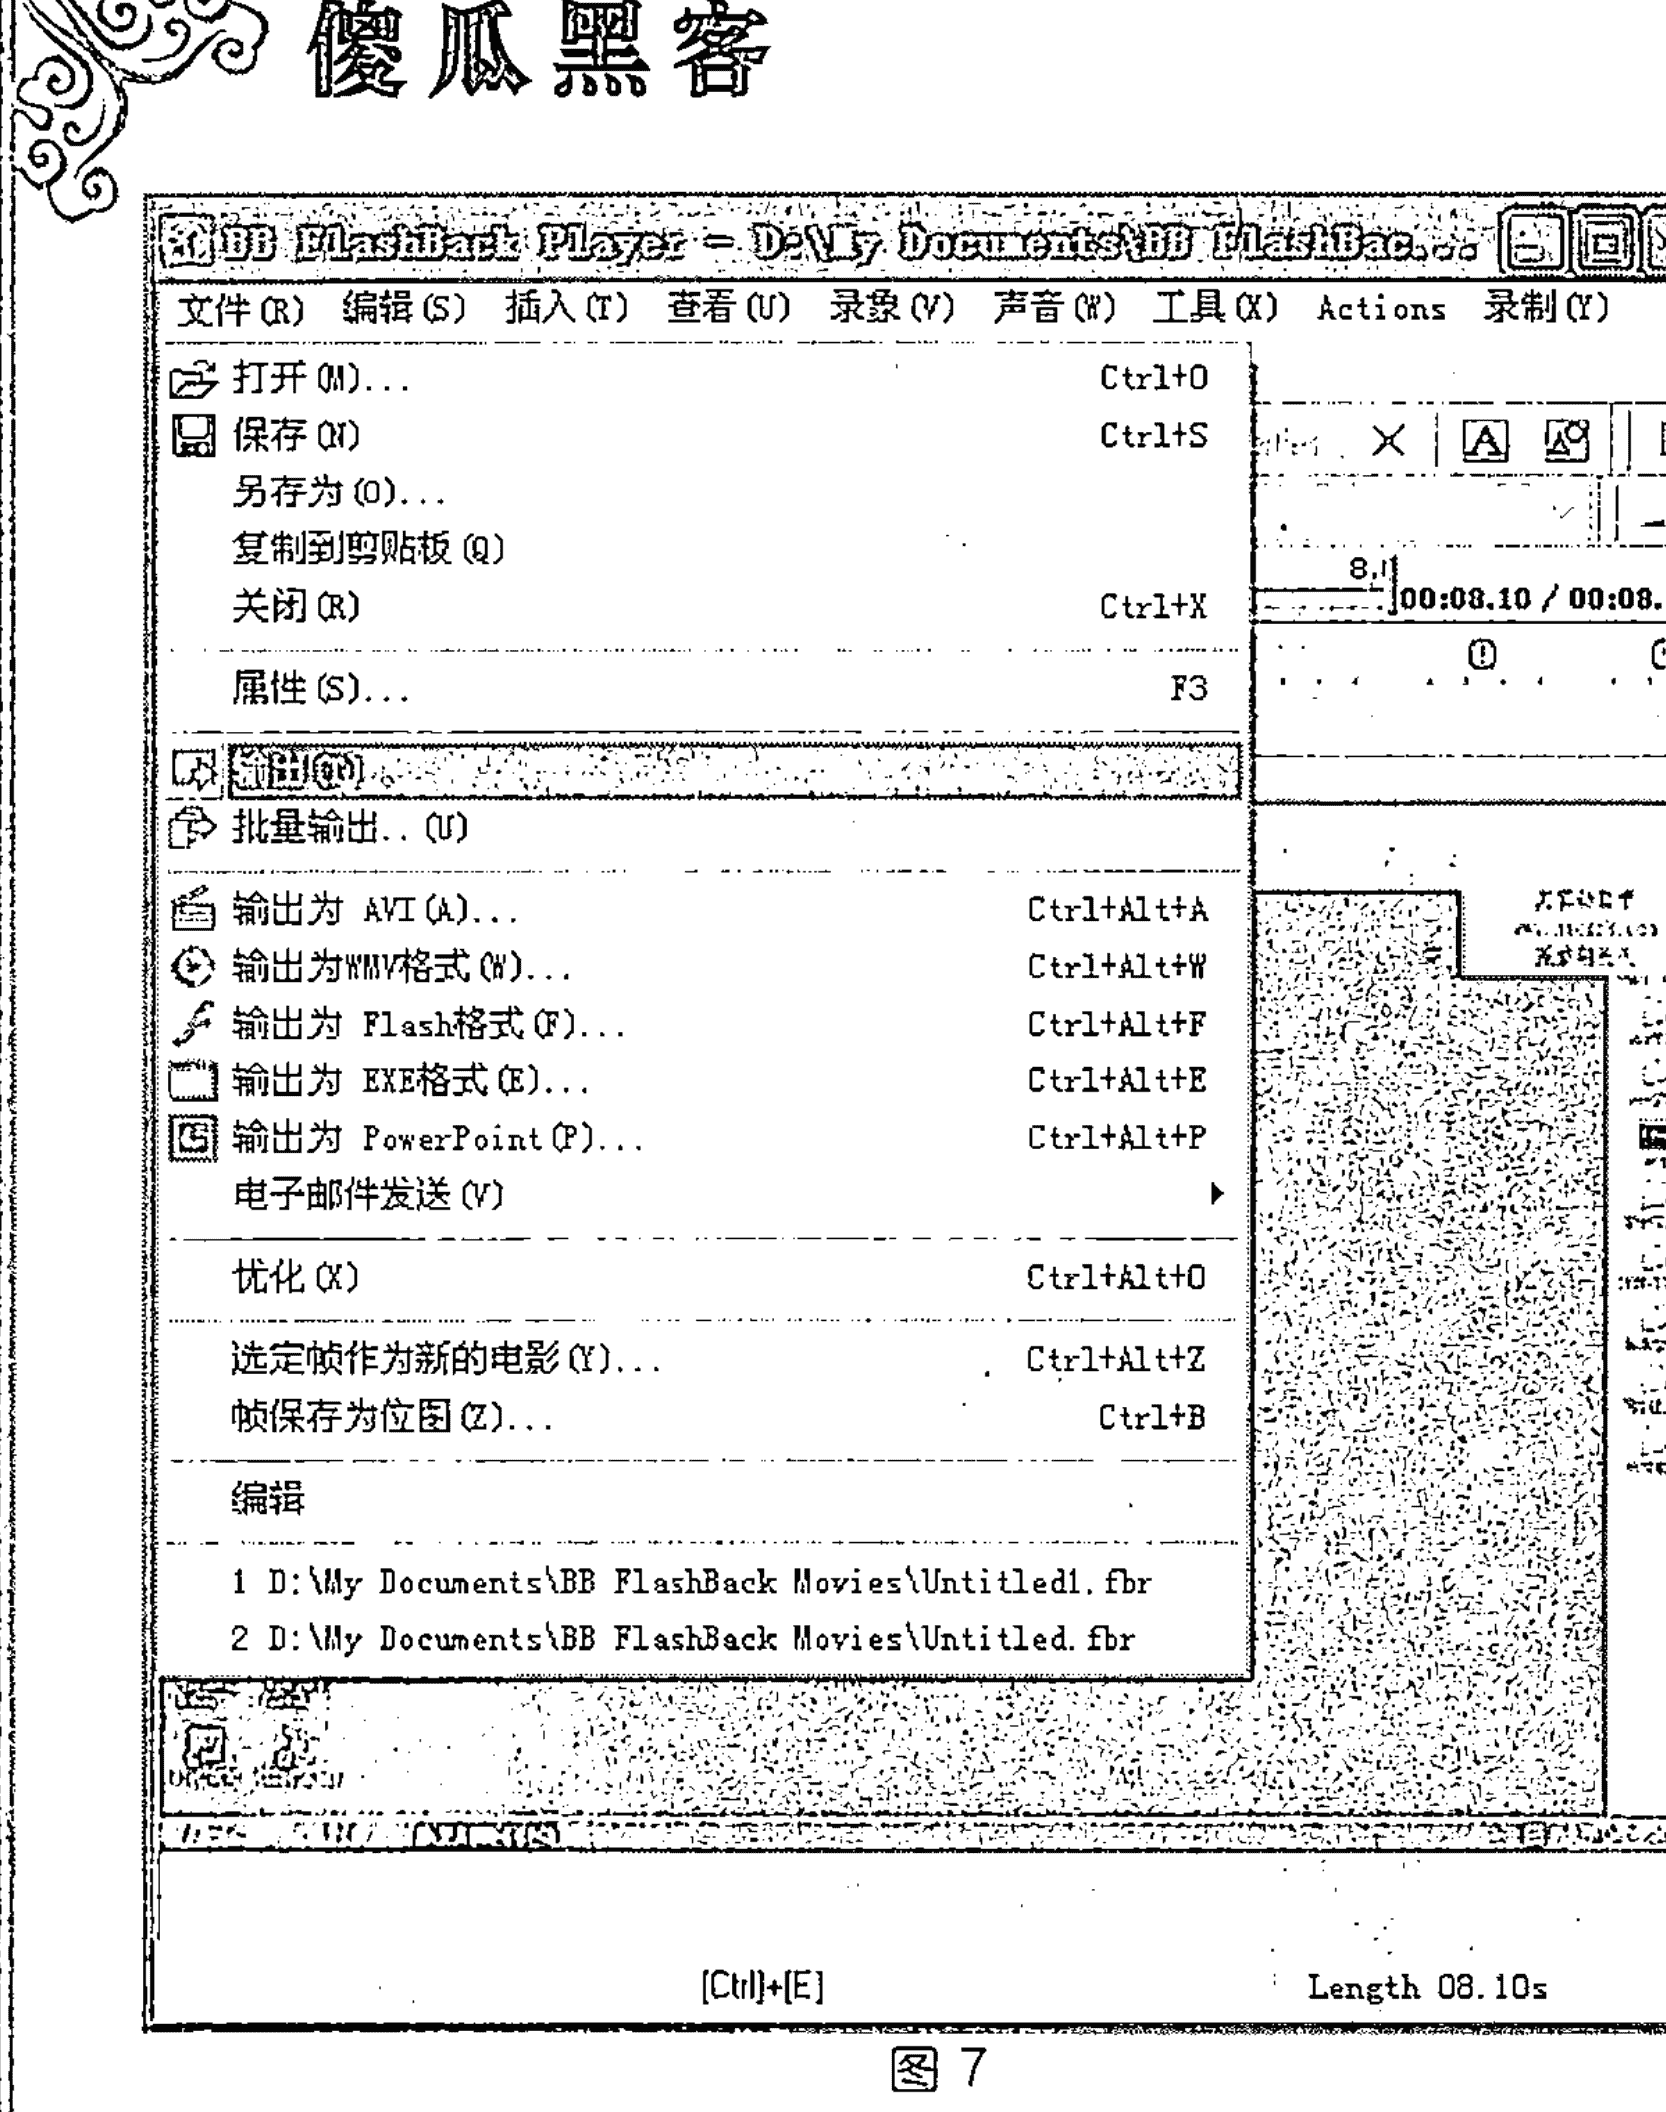 傻瓜黑客
BB FlashBack Player - D:\My Documents\BB FlashBac...
文件(R) 编辑(S) 插入(T) 查看(U) 录象(V) 声音(W) 工具(X) Actions 录制(Y)
打开(M)... Ctrl+O
保存(N) Ctrl+S
另存为(O)...
复制到剪贴板(Q)
关闭(R) Ctrl+X
00:08.10 / 00:08.
属性(S)... F3
输出(T)
批量输出..(U)
输出为 AVI(A)... Ctrl+Alt+A
输出为WMV格式(W)... Ctrl+Alt+W
输出为 Flash格式(F)... Ctrl+Alt+F
输出为 EXE格式(E)... Ctrl+Alt+E
输出为 PowerPoint(P)... Ctrl+Alt+P
电子邮件发送(V)
优化(X) Ctrl+Alt+O
选定帧作为新的电影(Y)... Ctrl+Alt+Z
帧保存为位图(Z)... Ctrl+B
编辑
1 D:\My Documents\BB FlashBack Movies\Untitled1.fbr
2 D:\My Documents\BB FlashBack Movies\Untitled.fbr
[Ctrl]+[E] Length 08.10s
图 7